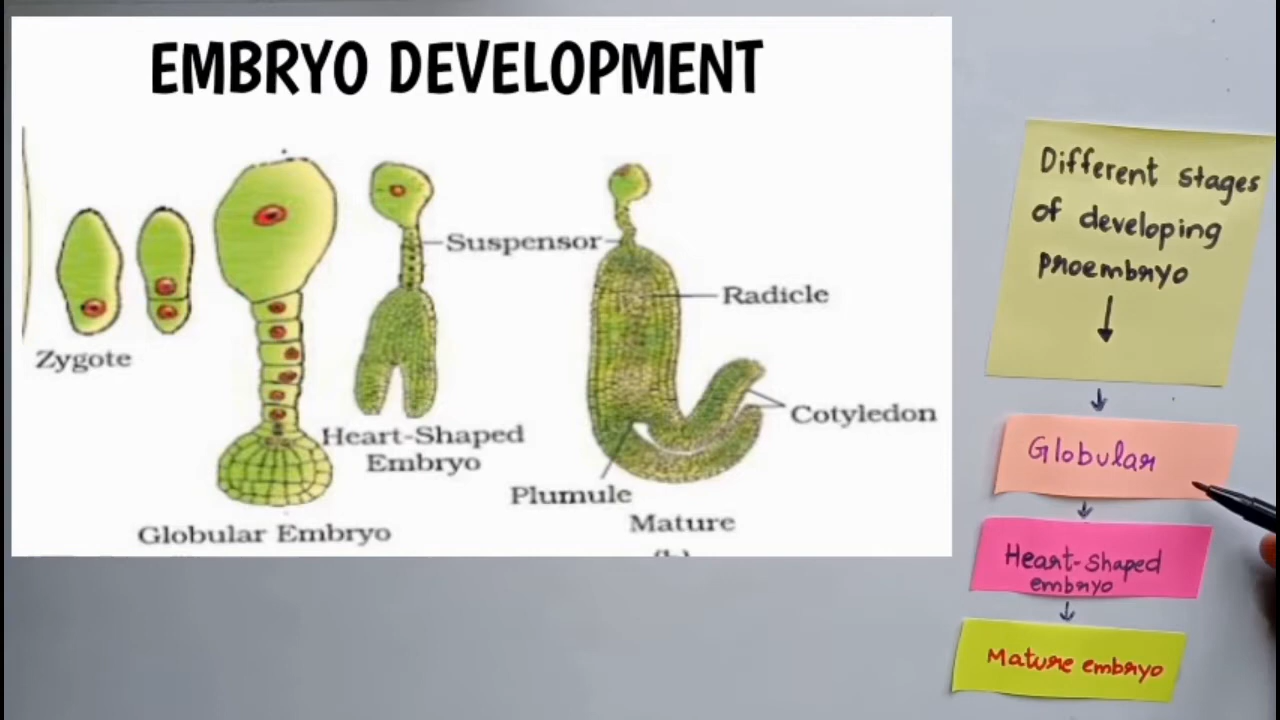 EMBRYO DEVELOPMENT
Suspensor
Radicle
Zygote
Cotyledon
Heart-Shaped
Embryo
Plumule
Mature
Globular Embryo
Different stages
of developing
proembryo
Globular
Heart-shaped
embryo
Mature embryo